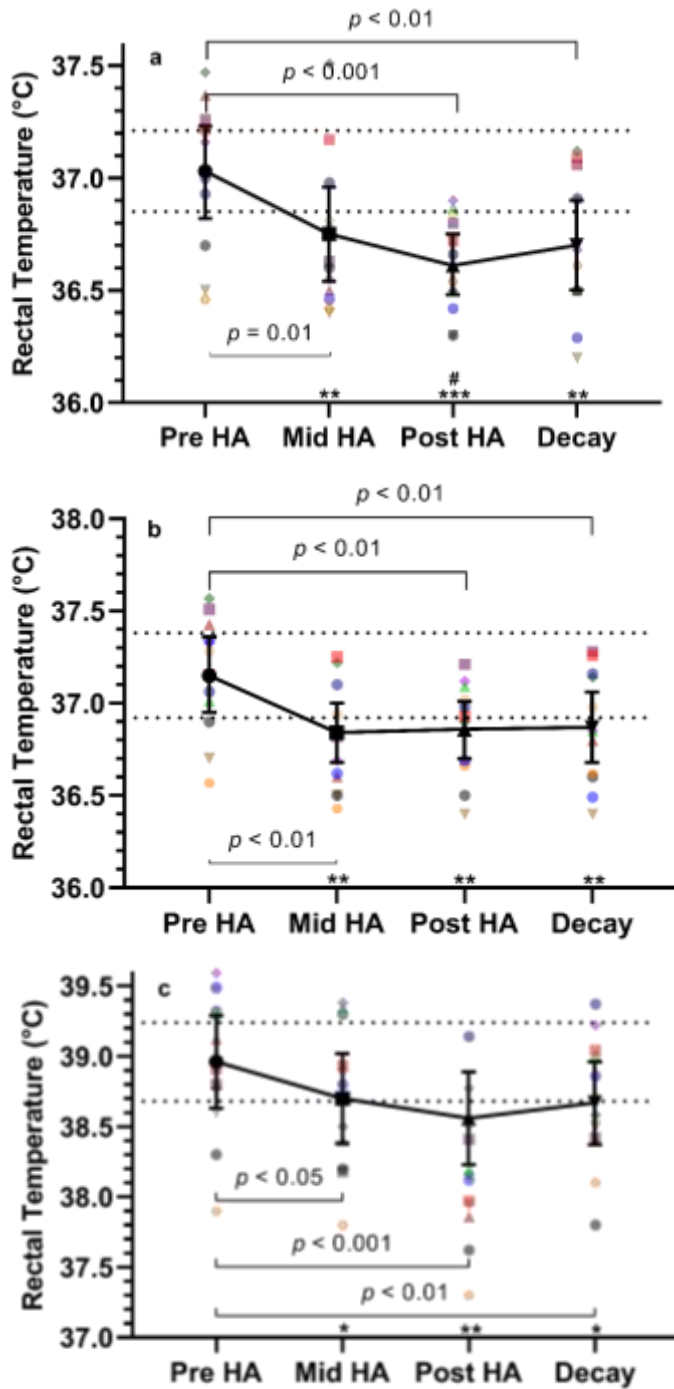 a
p < 0.01
p < 0.001
37.5
37.0
36.5
36.0
Rectal Temperature (°C)
p = 0.01
#
** *** **
Pre HA Mid HA Post HA Decay
b
p < 0.01
p < 0.01
38.0
37.5
37.0
36.5
36.0
Rectal Temperature (°C)
p < 0.01
** ** **
Pre HA Mid HA Post HA Decay
c
39.5
39.0
38.5
38.0
37.5
37.0
Rectal Temperature (°C)
p < 0.05
p < 0.001
p < 0.01
* ** *
Pre HA Mid HA Post HA Decay